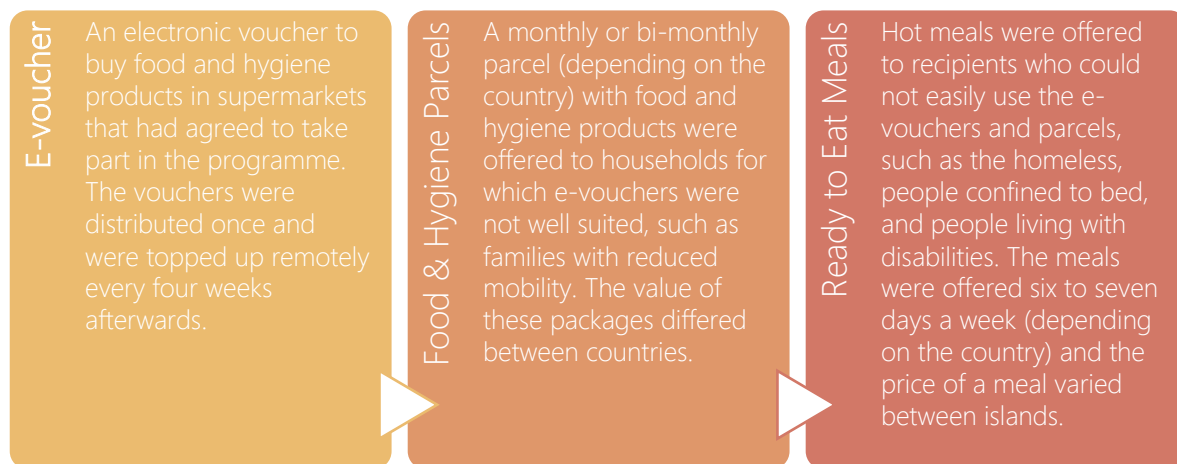 E-voucher
An electronic voucher to
buy food and hygiene
products in supermarkets
that had agreed to take
part in the programme.
The vouchers were
distributed once and
were topped up remotely
every four weeks
afterwards.
Food & Hygiene Parcels
A monthly or bi-monthly
parcel (depending on the
country) with food and
hygiene products were
offered to households for
which e-vouchers were
not well suited, such as
families with reduced
mobility. The value of
these packages differed
between countries.
Ready to Eat Meals
Hot meals were offered
to recipients who could
not easily use the e-
vouchers and parcels,
such as the homeless,
people confined to bed,
and people living with
disabilities. The meals
were offered six to seven
days a week (depending
on the country) and the
price of a meal varied
between islands.